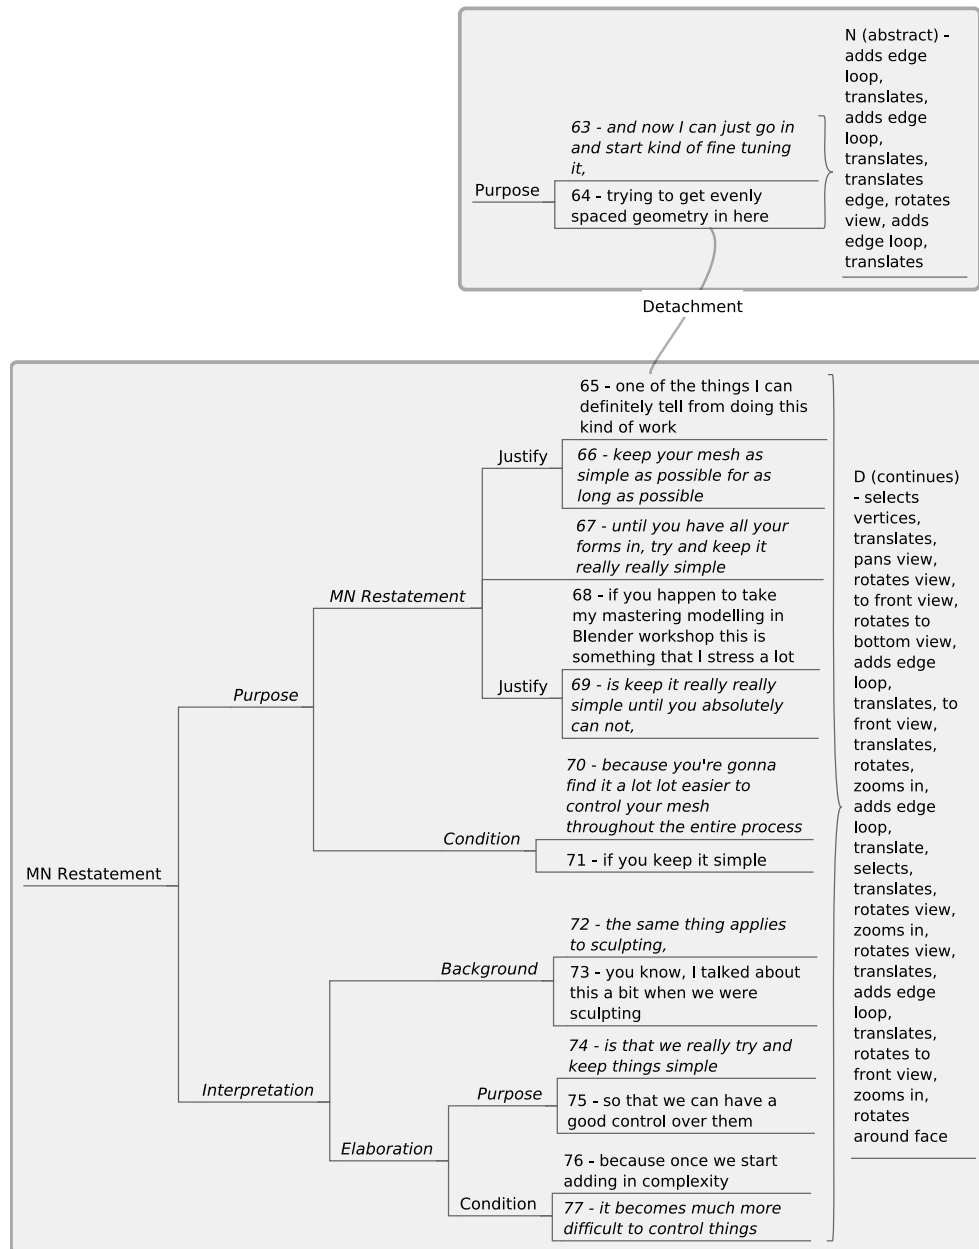 N (abstract) -
adds edge
loop,
translates,
adds edge
loop,
translates,
translates
edge, rotates
view, adds
edge loop,
translates
63 - and now I can just go in
and start kind of fine tuning
it,
Purpose
64 - trying to get evenly
spaced geometry in here
Detachment
65 - one of the things I can
definitely tell from doing this
kind of work
Justify
66 - keep your mesh as
simple as possible for as
long as possible
67 - until you have all your
forms in, try and keep it
really really simple
MN Restatement
68 - if you happen to take
my mastering modelling in
Blender workshop this is
something that I stress a lot
Justify
69 - is keep it really really
simple until you absolutely
can not,
Purpose
70 - because you're gonna
find it a lot lot easier to
control your mesh
throughout the entire process
Condition
71 - if you keep it simple
MN Restatement
72 - the same thing applies
to sculpting,
Background
73 - you know, I talked about
this a bit when we were
sculpting
Interpretation
74 - is that we really try and
keep things simple
Purpose
75 - so that we can have a
good control over them
Elaboration
76 - because once we start
adding in complexity
Condition
77 - it becomes much more
difficult to control things
D (continues)
- selects
vertices,
translates,
pans view,
rotates view,
to front view,
rotates to
bottom view,
adds edge
loop,
translates, to
front view,
translates,
rotates,
zooms in,
adds edge
loop,
translate,
selects,
translates,
rotates view,
zooms in,
rotates view,
translates,
adds edge
loop,
translates,
rotates to
front view,
zooms in,
rotates
around face